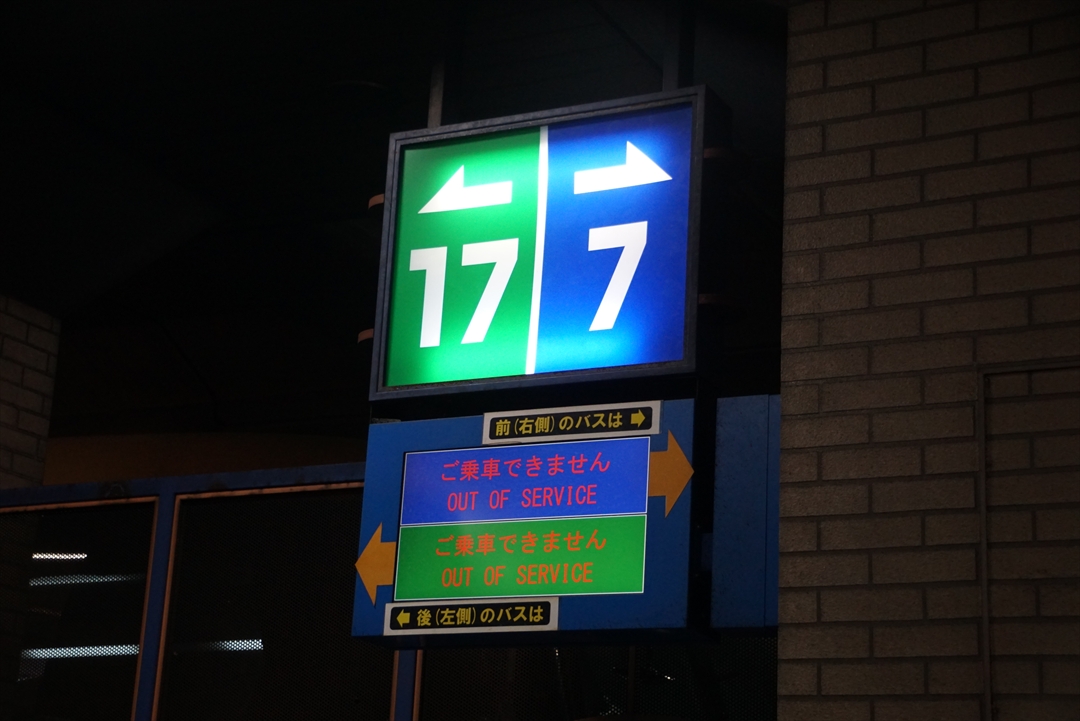 17 7
前(右側)のバスは
ご乗車できません
OUT OF SERVICE
ご乗車できません
OUT OF SERVICE
後(左側)のバスは